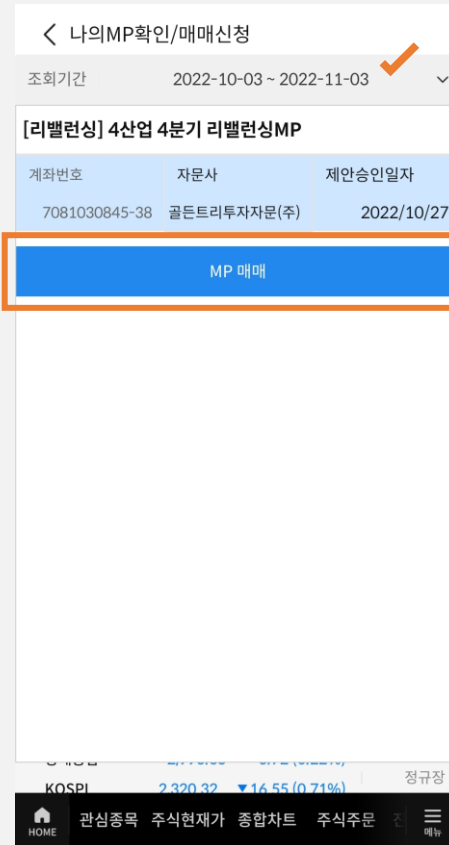 나의MP확인/매매신청
조회기간 2022-10-03 ~ 2022-11-03
[리밸런싱] 4산업 4분기 리밸런싱MP
계좌번호 자문사 제안승인일자
7081030845-38 골든트리투자자문(주) 2022/10/27
MP 매매
KOSPI 2,320.32 ▼16.55 (0.71%) 정규장
HOME 관심종목 주식현재가 종합차트 주식주문 메뉴